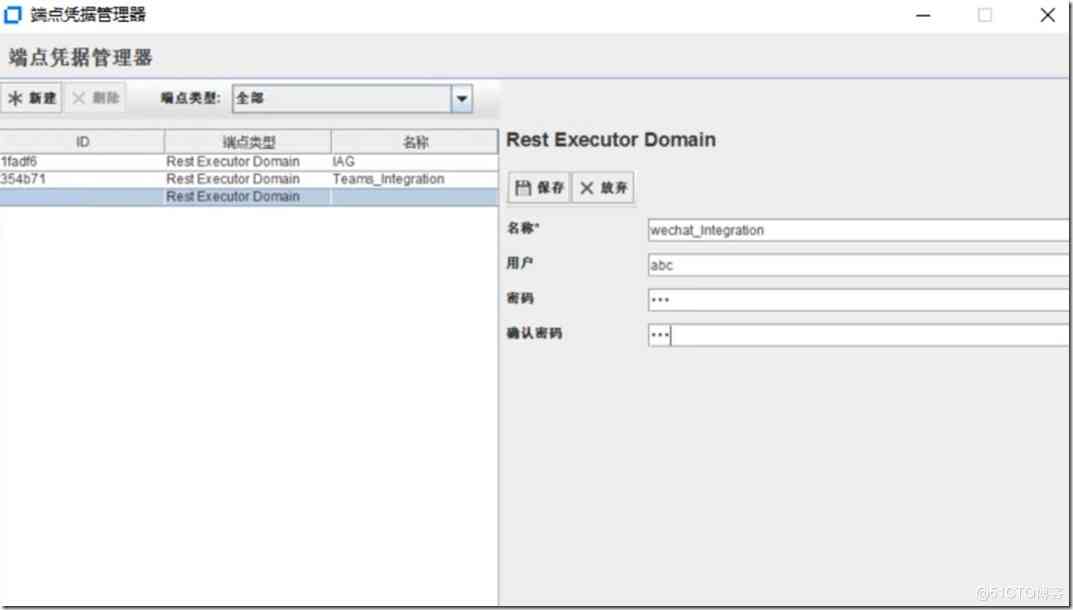 端点凭据管理器
端点凭据管理器
新建 删除 端点类型: 全部
ID 端点类型 名称
1fadf6 Rest Executor Domain IAG
354b71 Rest Executor Domain Teams_Integration
Rest Executor Domain
Rest Executor Domain
保存 放弃
名称* wechat_Integration
用户 abc
密码 •••
确认密码 •••
@51CTO博客